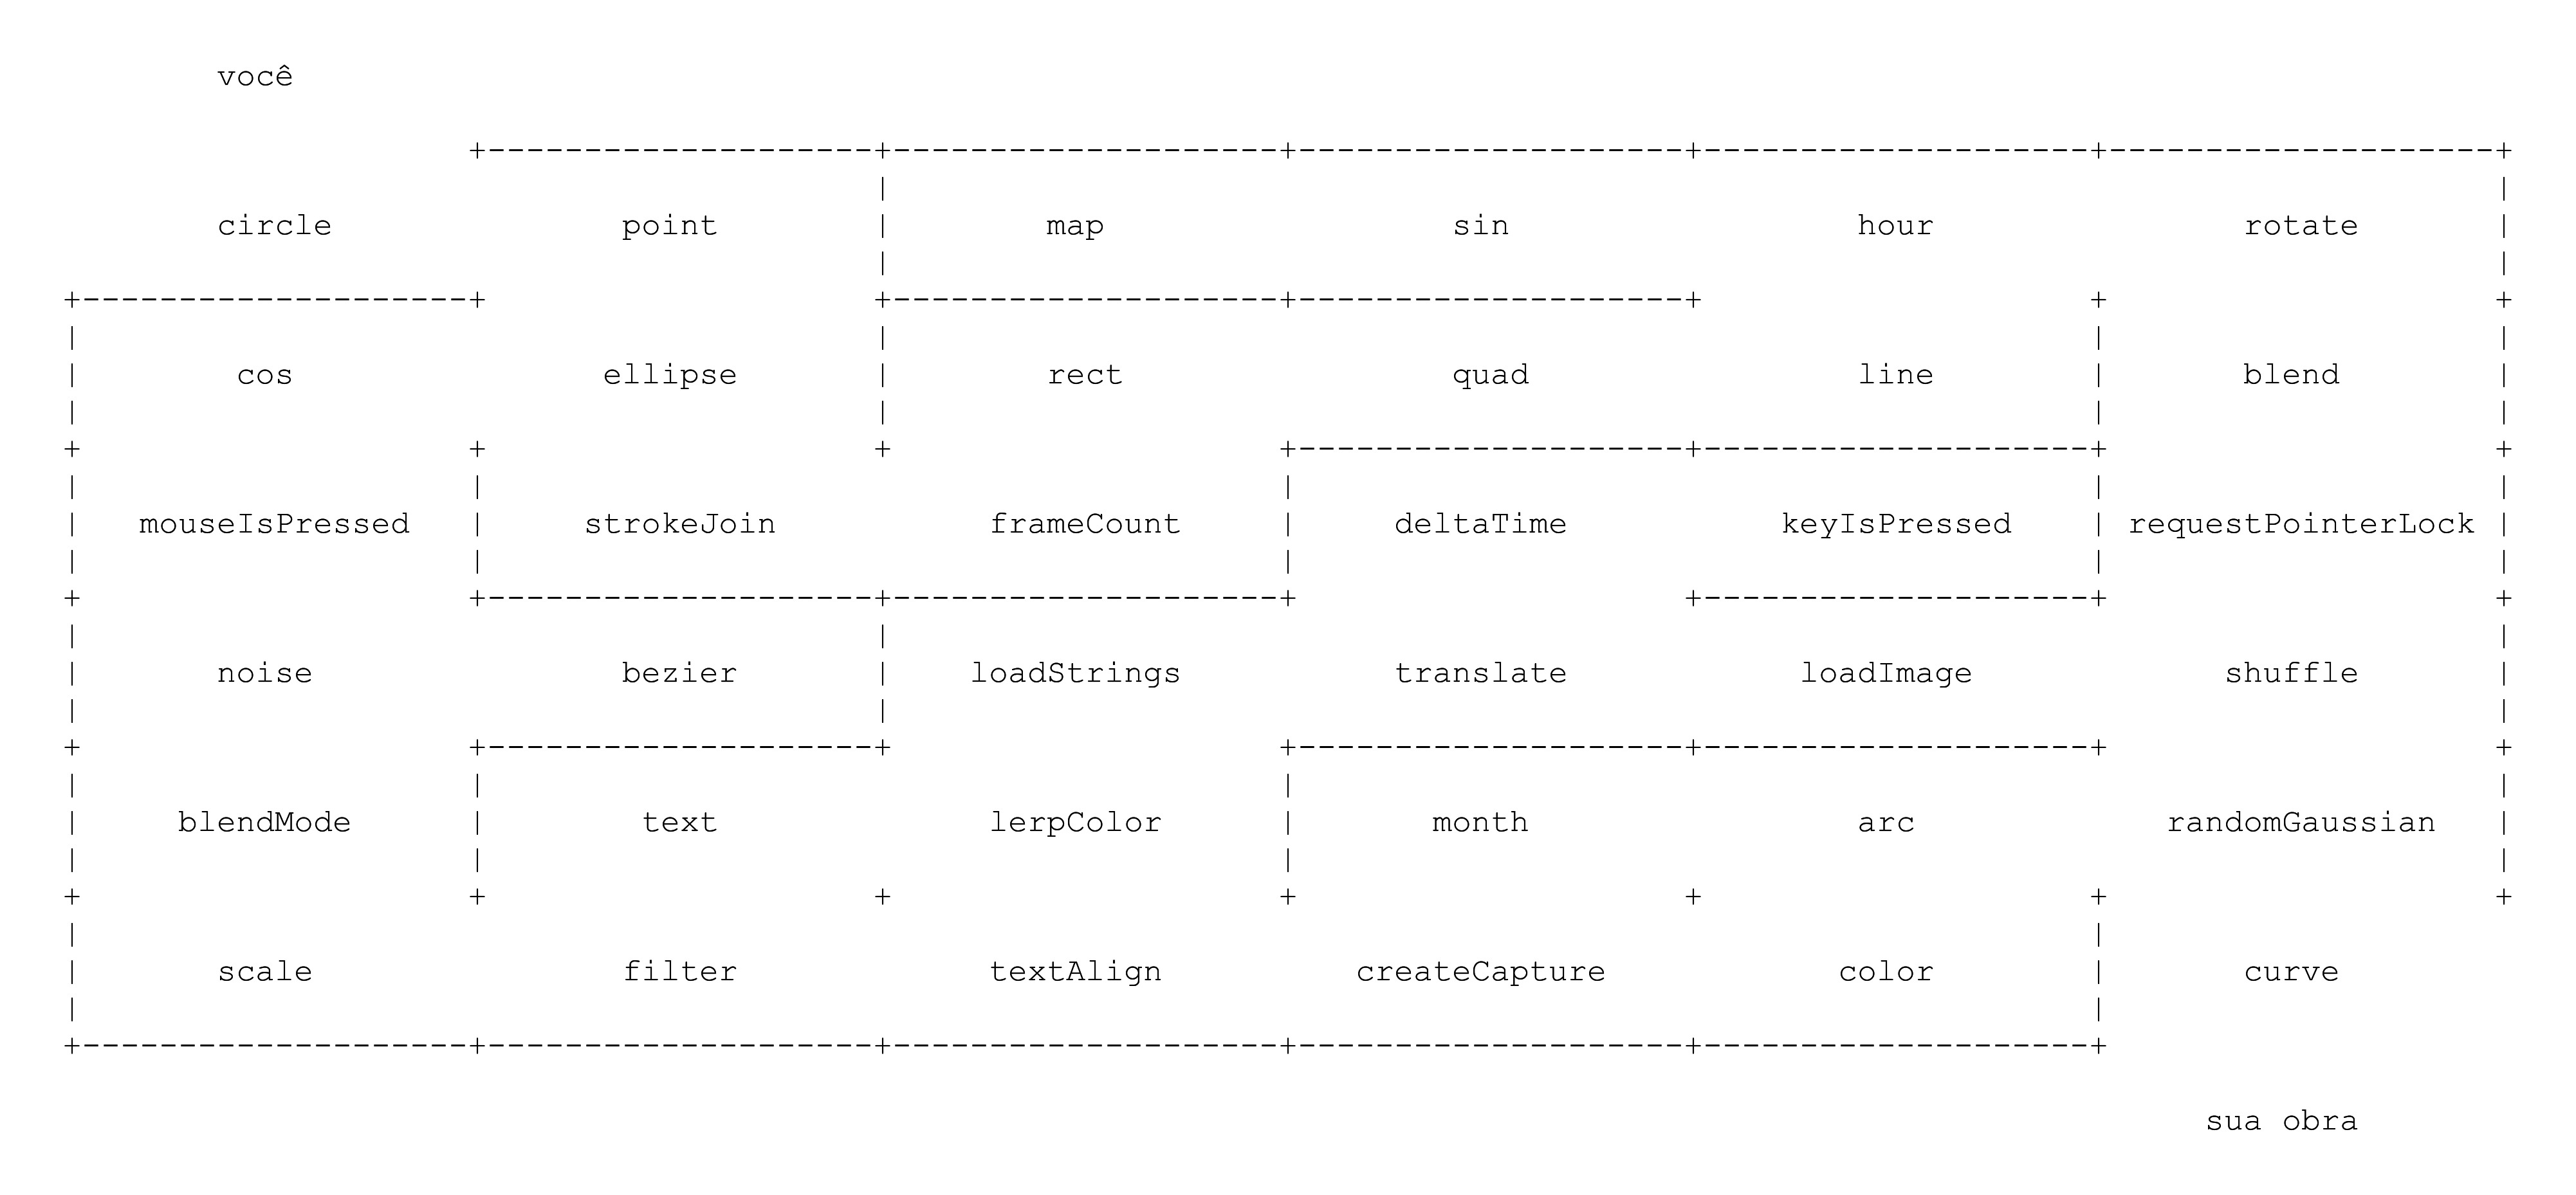 você
circle point map sin hour rotate
cos ellipse rect quad line blend
mouseIsPressed strokeJoin frameCount deltaTime keyIsPressed requestPointerLock
noise bezier loadStrings translate loadImage shuffle
blendMode text lerpColor month arc randomGaussian
scale filter textAlign createCapture color curve
sua obra